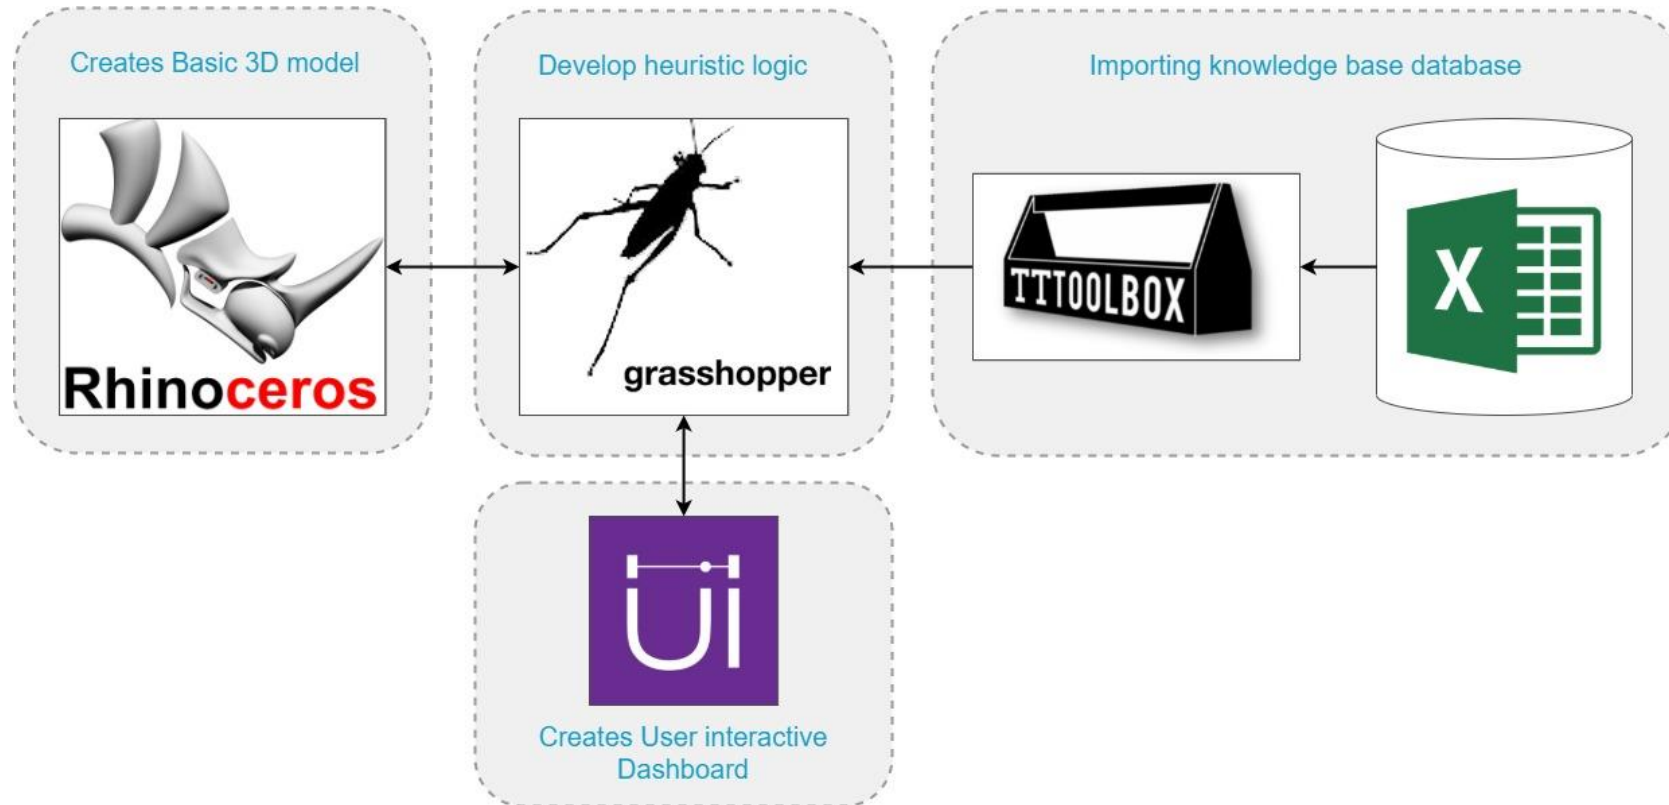 Creates Basic 3D model
Develop heuristic logic
Importing knowledge base database
Rhinoceros
grasshopper
TTTOOLBOX
X
Ui
Creates User interactive
Dashboard